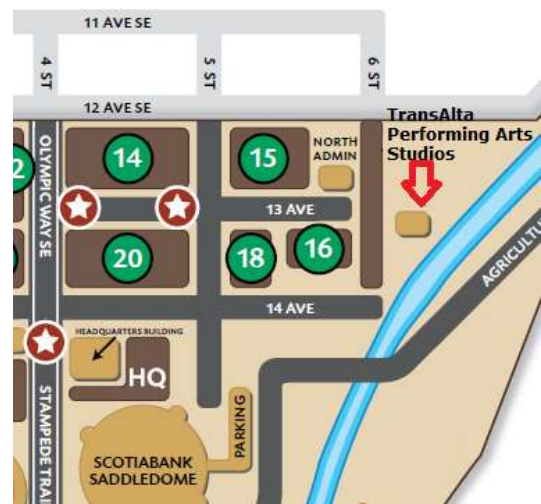 11 AVE SE
4 ST
5 ST
6 ST
12 AVE SE
TransAlta
Performing Arts
Studios
OLYMPIC WAY SE
2
14
15
NORTH
ADMIN
13 AVE
20
18
16
14 AVE
AGRICULTU
HEADQUARTERS BUILDING
HQ
STAMPEDE TRAI
PARKING
SCOTIABANK
SADDLEDOME